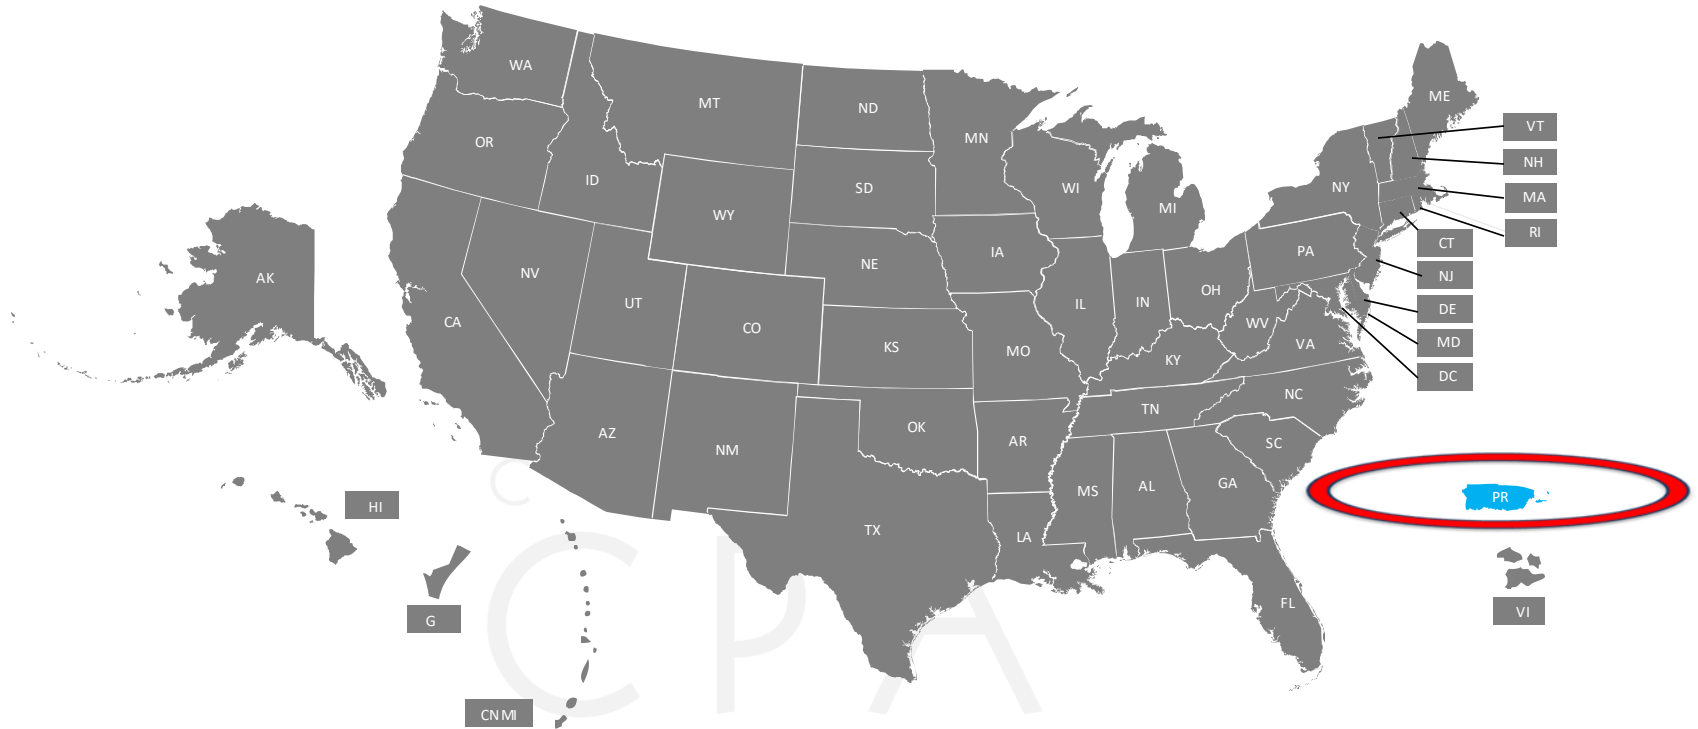 WA
MT
ND
MN
ME
VT
OR
ID
SD
WI
MI
NY
NH
MA
WY
RI
NV
UT
NE
IA
IL
IN
OH
PA
CT
NJ
AK
CA
CO
KS
MO
WV
VA
DE
MD
KY
DC
AZ
NM
OK
AR
TN
NC
SC
MS
AL
GA
PR
HI
TX
LA
FL
VI
G
CNMI
CPA